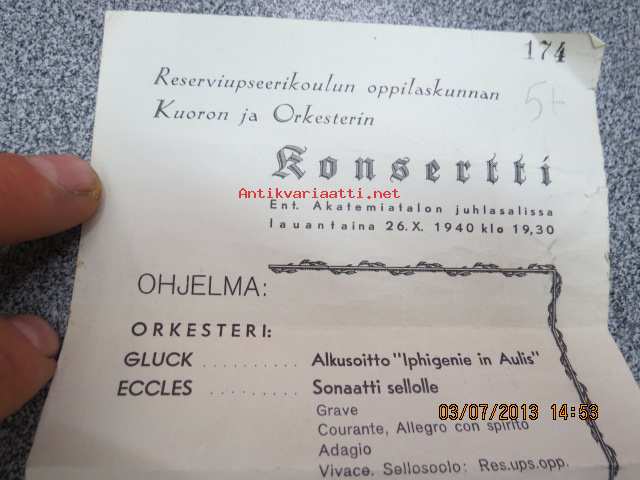 174
Reserviupseerikoulun oppilaskunnan
5+
Kuoron ja Orkesterin
Konsertti
Antikvariaatti.net
Ent. Akatemiatalon juhlasalissa
lauantaina 26.X. 1940 klo 19,30
OHJELMA:
ORKESTERI:
GLUCK .......... Alkusoitto "Iphigenie in Aulis"
ECCLES ......... Sonaatti sellolle
Grave
03/07/2013 14:53
Courante, Allegro con spirito
Adagio
Vivace. Sellosoolo: Res.ups.opp.